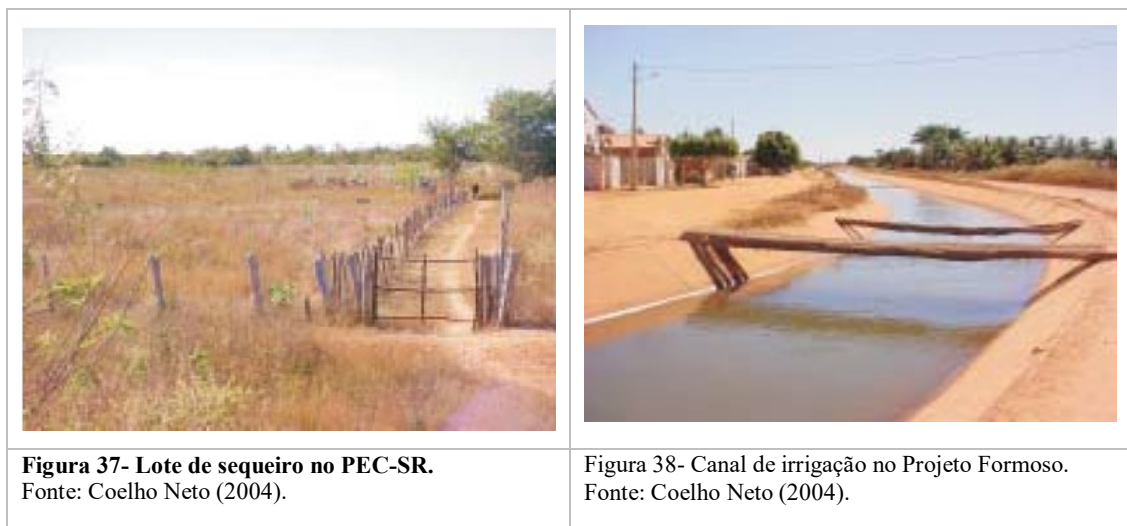 Figura 37- Lote de sequeiro no PEC-SR.
Fonte: Coelho Neto (2004).
Figura 38- Canal de irrigação no Projeto Formoso.
Fonte: Coelho Neto (2004).